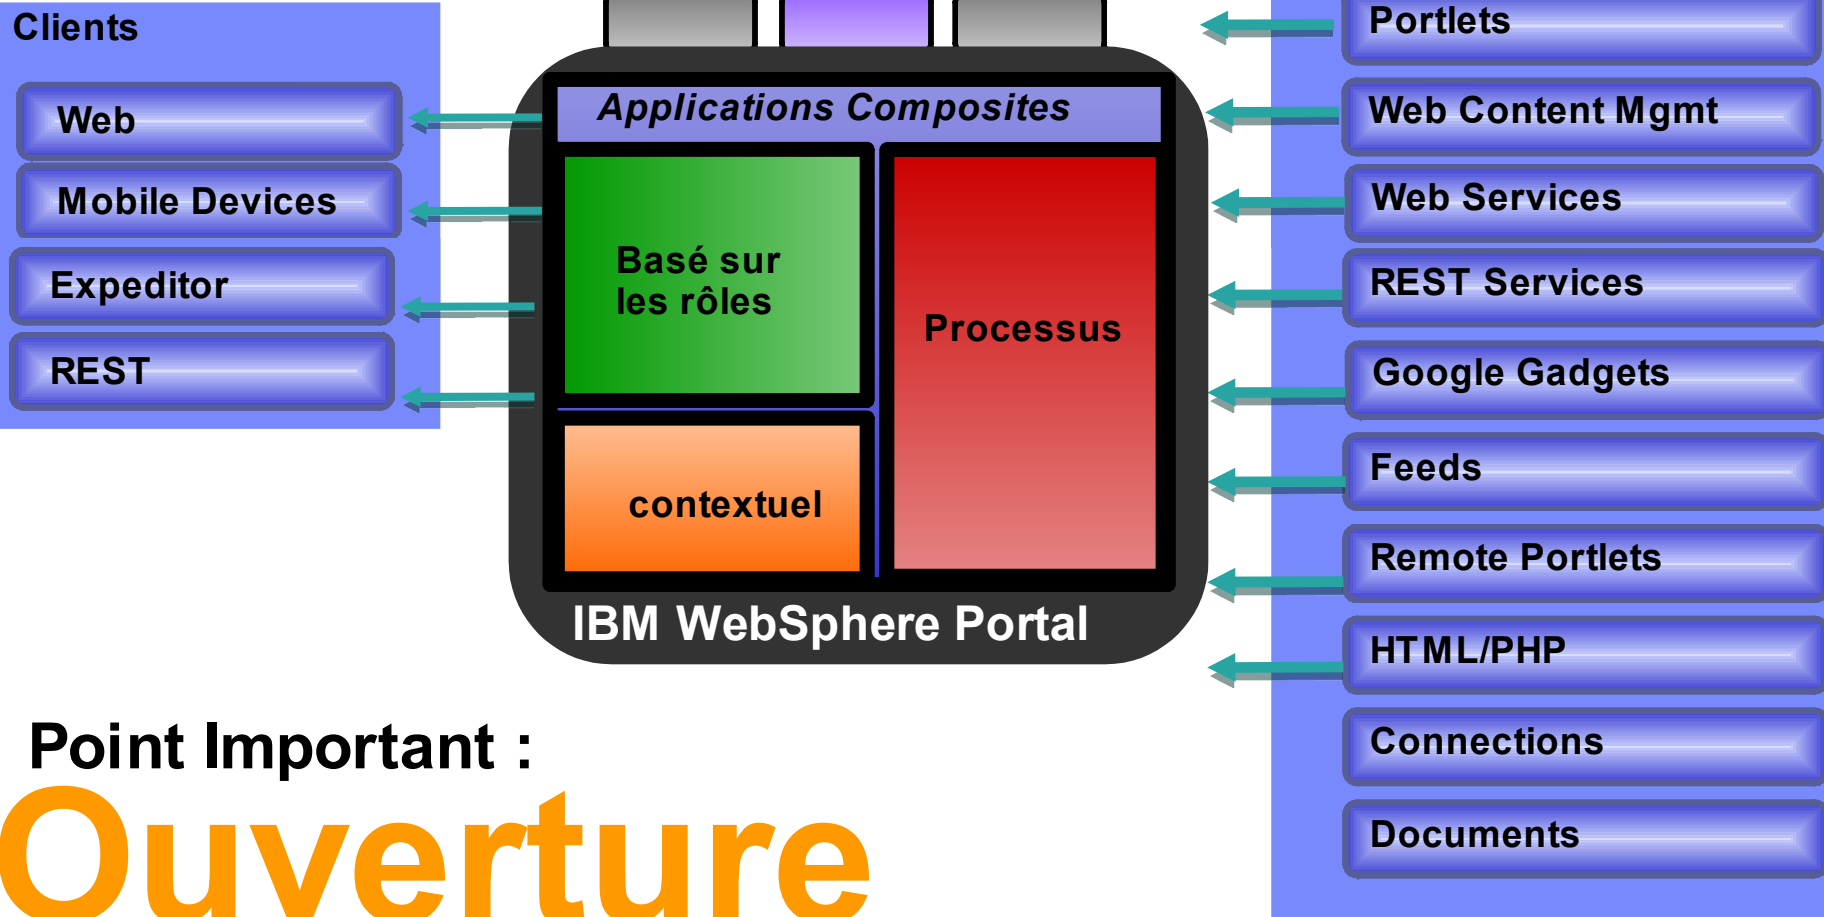 Clients
Web
Mobile Devices
Expeditor
REST
Applications Composites
Basé sur
les rôles
Processus
contextuel
IBM WebSphere Portal
Portlets
Web Content Mgmt
Web Services
REST Services
Google Gadgets
Feeds
Remote Portlets
HTML/PHP
Connections
Documents
Point Important :
Ouverture